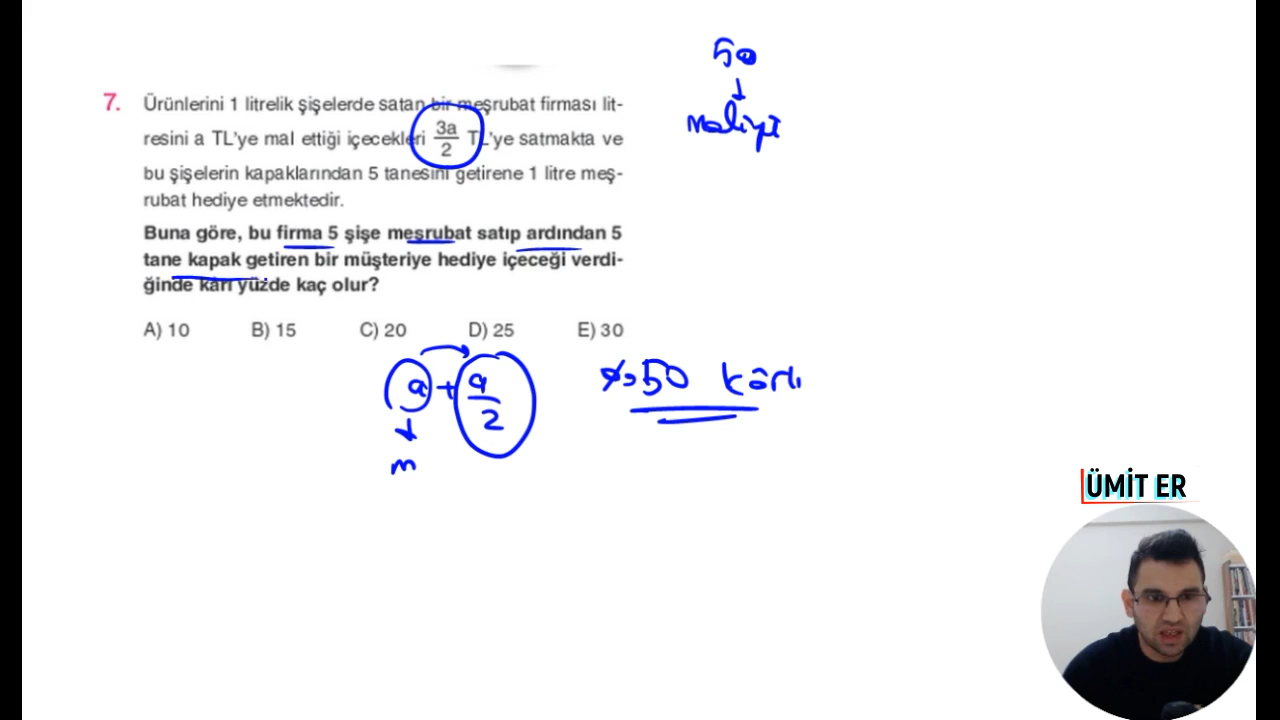 7. Ürünlerini 1 litrelik şişelerde satan bir meşrubat firması lit-
resini a TL'ye mal ettiği içecekleri 3a/2 TL'ye satmakta ve
bu şişelerin kapaklarından 5 tanesini getirene 1 litre meş-
rubat hediye etmektedir.
Buna göre, bu firma 5 şişe meşrubat satıp ardından 5
tane kapak getiren bir müşteriye hediye içeceği verdi-
ğinde kârı yüzde kaç olur?
A) 10 B) 15 C) 20 D) 25 E) 30
50
a + a/2
%50 kârlı
m
ÜMİT ER